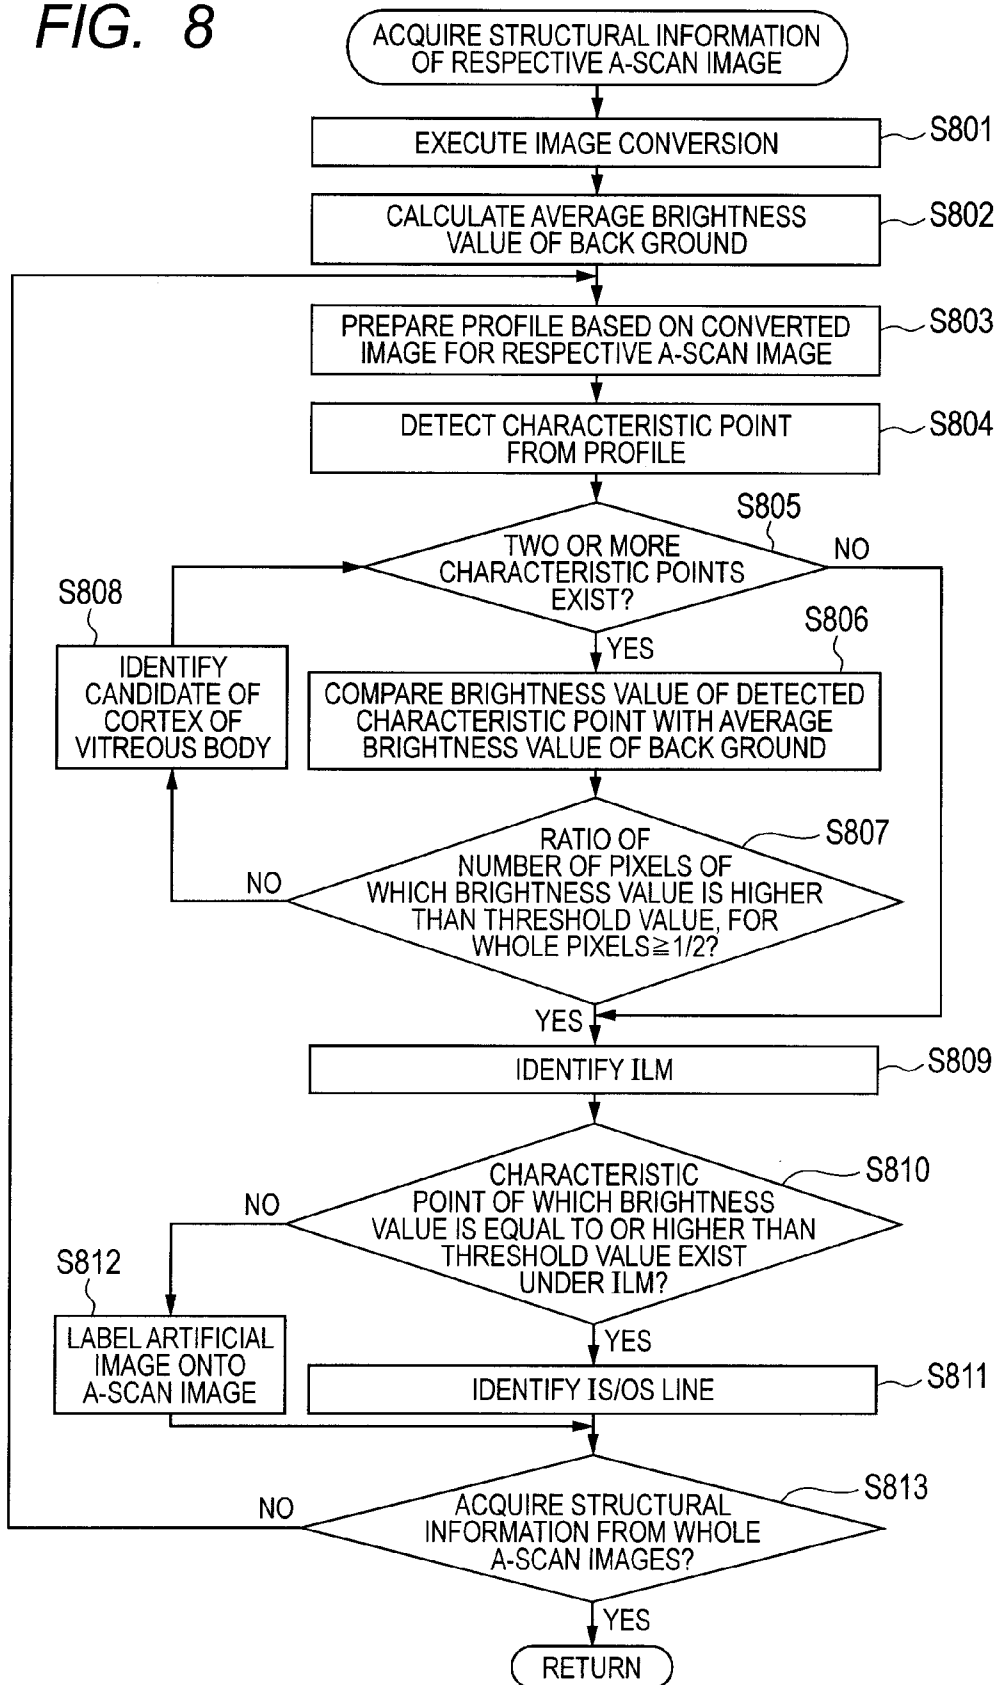 FIG. 8
ACQUIRE STRUCTURAL INFORMATION
OF RESPECTIVE A-SCAN IMAGE
EXECUTE IMAGE CONVERSION
S801
CALCULATE AVERAGE BRIGHTNESS
VALUE OF BACK GROUND
S802
PREPARE PROFILE BASED ON CONVERTED
IMAGE FOR RESPECTIVE A-SCAN IMAGE
S803
DETECT CHARACTERISTIC POINT
FROM PROFILE
S804
S805
TWO OR MORE
CHARACTERISTIC POINTS
EXIST?
NO
YES
S808
IDENTIFY
CANDIDATE OF
CORTEX OF
VITREOUS BODY
S806
COMPARE BRIGHTNESS VALUE OF DETECTED
CHARACTERISTIC POINT WITH AVERAGE
BRIGHTNESS VALUE OF BACK GROUND
S807
RATIO OF
NUMBER OF PIXELS OF
WHICH BRIGHTNESS VALUE IS HIGHER
THAN THRESHOLD VALUE, FOR
WHOLE PIXELS≧1/2?
NO
YES
IDENTIFY ILM
S809
S810
CHARACTERISTIC
POINT OF WHICH BRIGHTNESS
VALUE IS EQUAL TO OR HIGHER THAN
THRESHOLD VALUE EXIST
UNDER ILM?
NO
YES
S812
LABEL ARTIFICIAL
IMAGE ONTO
A-SCAN IMAGE
IDENTIFY IS/OS LINE
S811
S813
ACQUIRE STRUCTURAL
INFORMATION FROM WHOLE
A-SCAN IMAGES?
NO
YES
RETURN